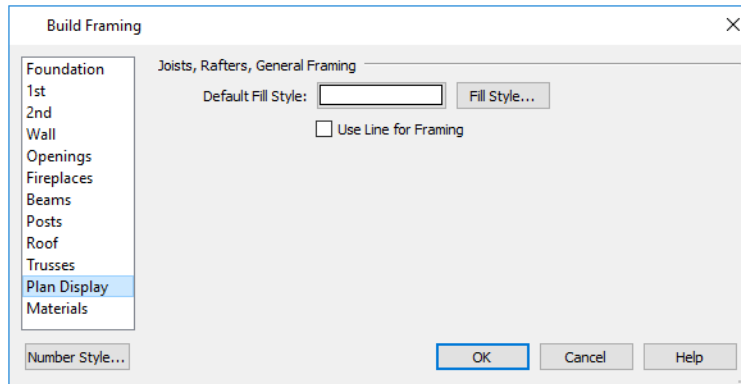 Build Framing
Foundation
1st
2nd
Wall
Openings
Fireplaces
Beams
Posts
Roof
Trusses
Plan Display
Materials
Joists, Rafters, General Framing
Default Fill Style:
Fill Style...
Use Line for Framing
Number Style...
OK
Cancel
Help